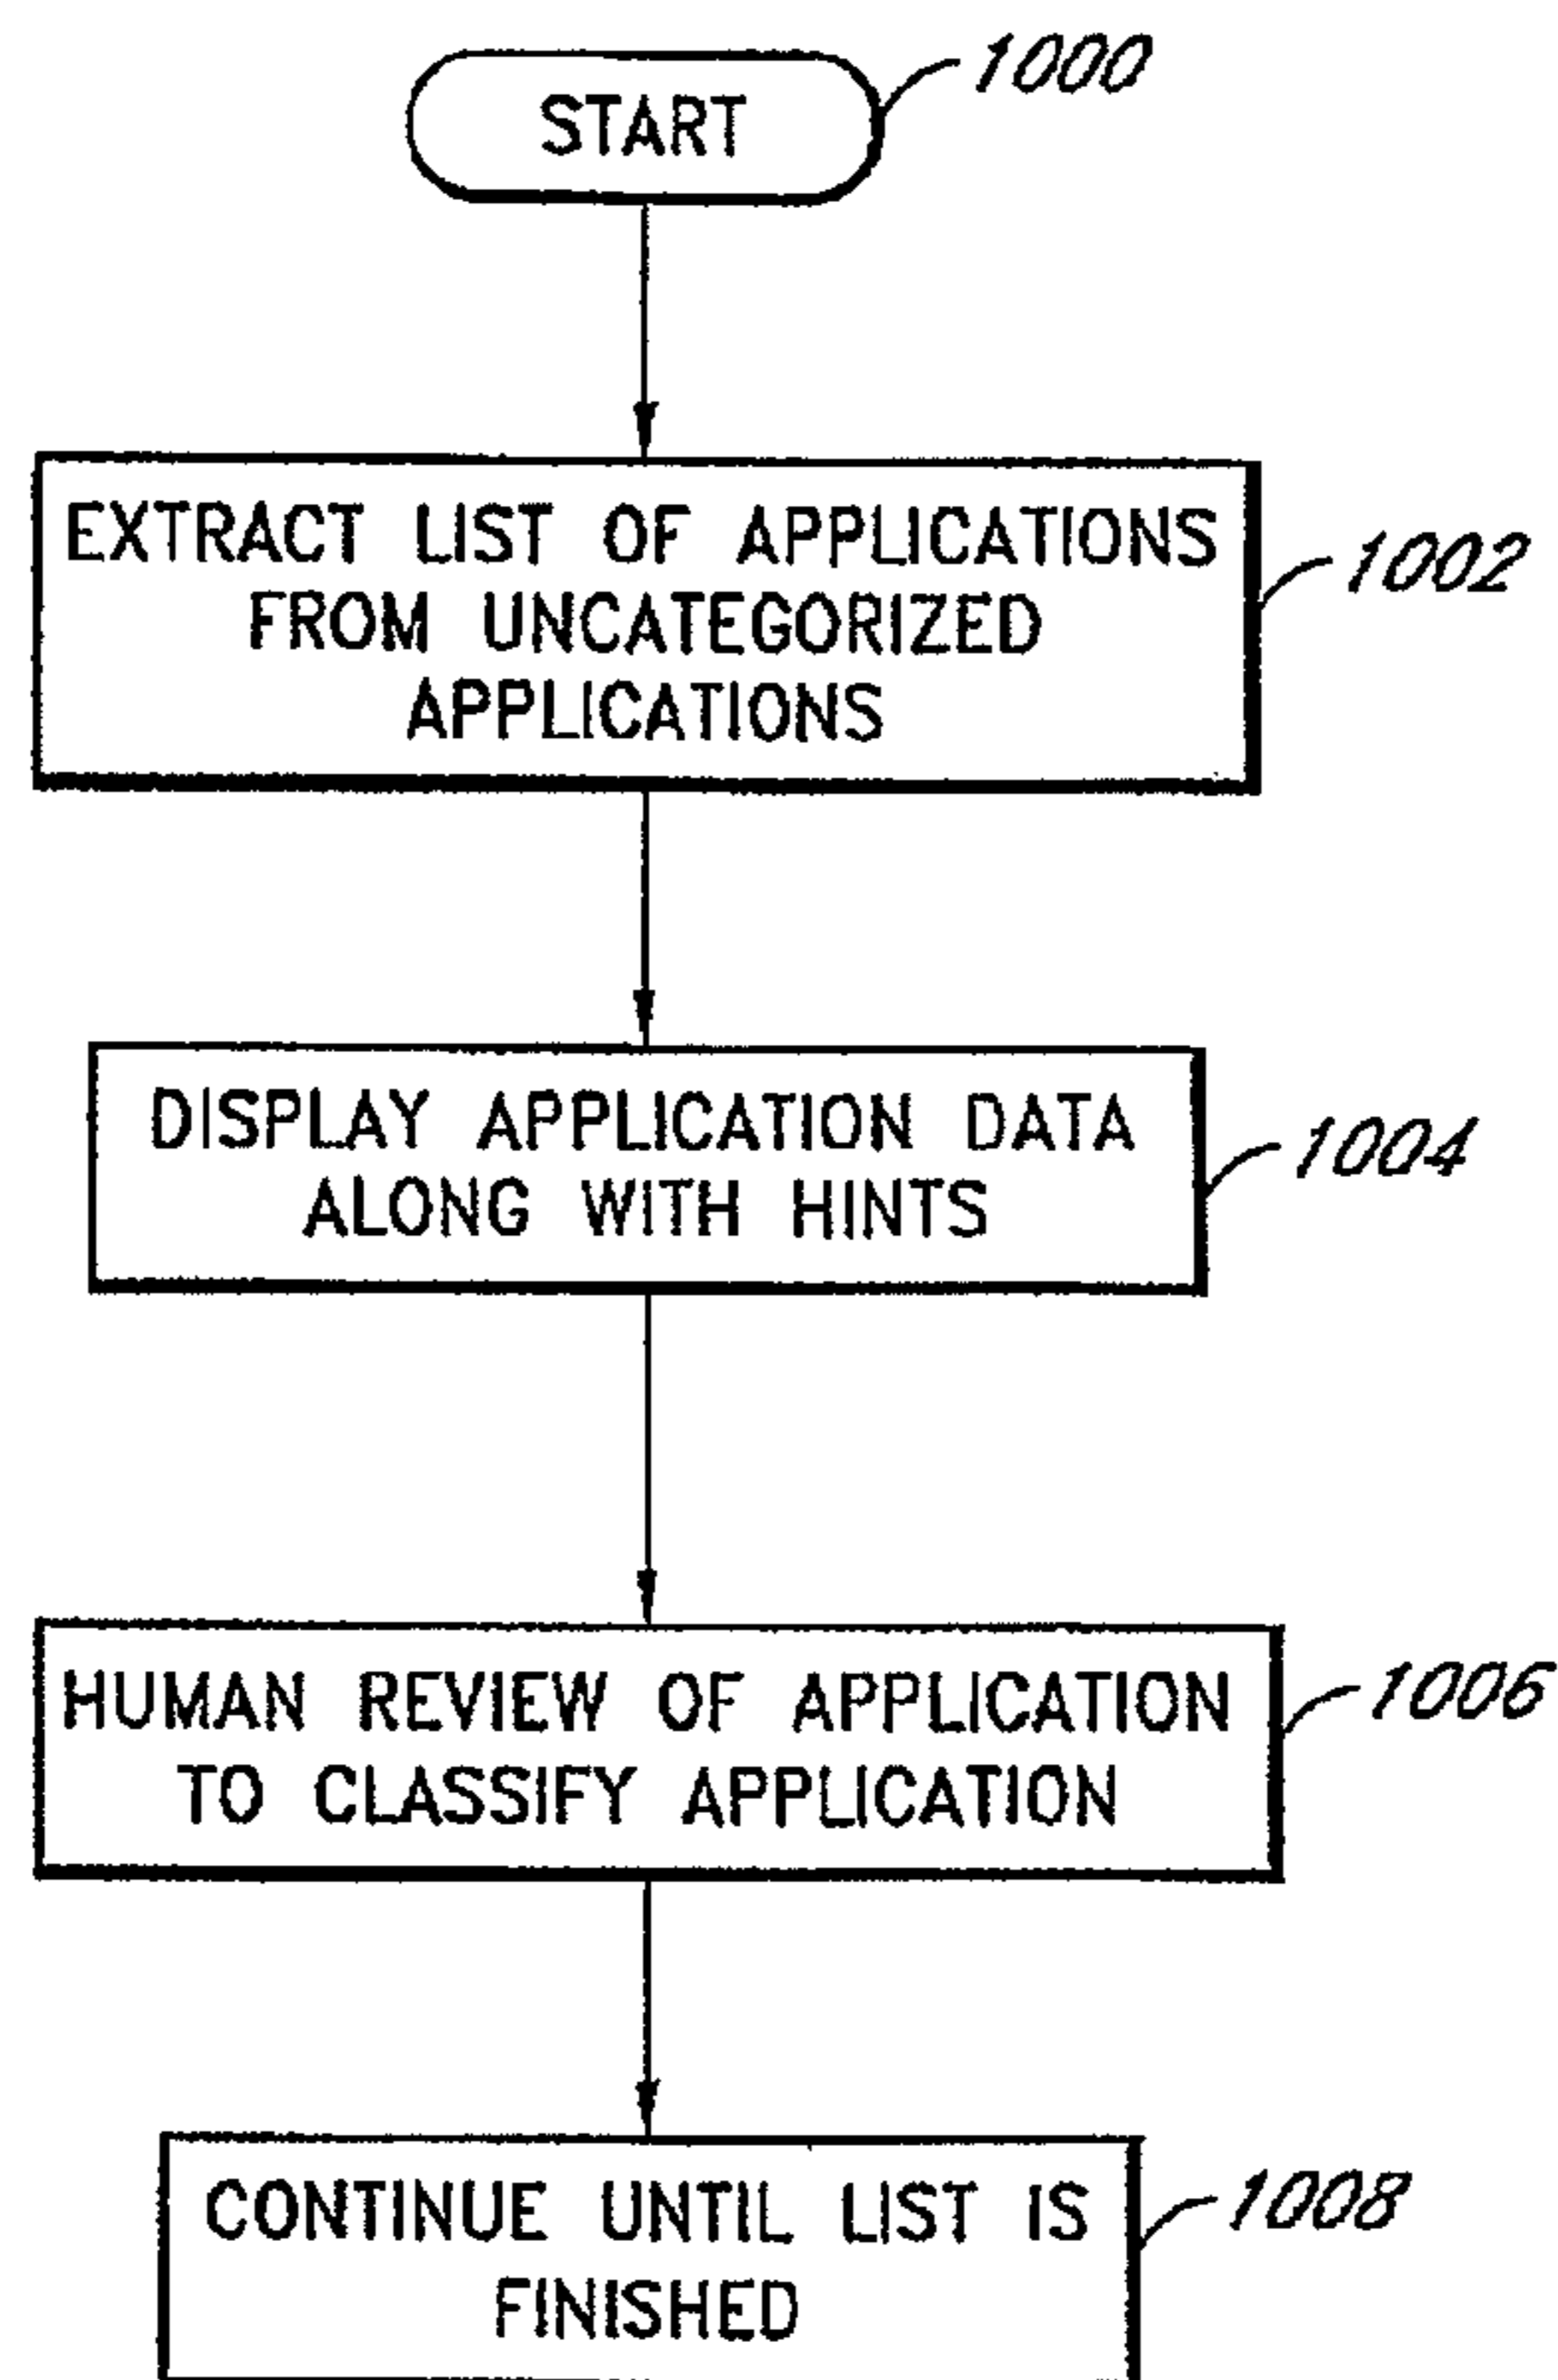 START
1000
EXTRACT LIST OF APPLICATIONS
FROM UNCATEGORIZED
APPLICATIONS
1002
DISPLAY APPLICATION DATA
ALONG WITH HINTS
1004
HUMAN REVIEW OF APPLICATION
TO CLASSIFY APPLICATION
1006
CONTINUE UNTIL LIST IS
FINISHED
1008